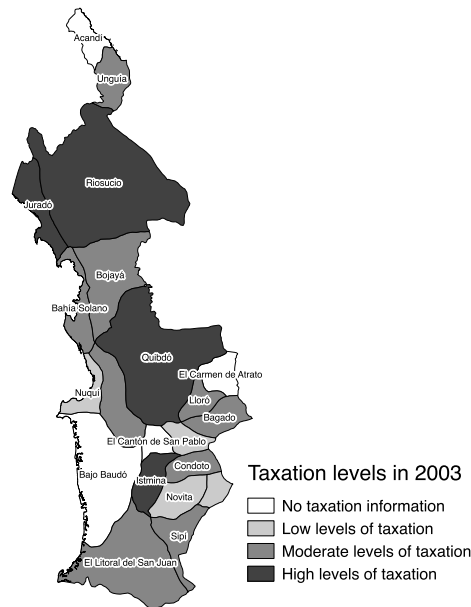 Acandí
Unguía
Riosucio
Juradó
Bojayá
Bahía Solano
Quibdó
El Carmen de Atrato
Nuquí
Lloró
Bagado
El Cantón de San Pablo
Condoto
Bajo Baudó
Istmina
Novita
Sipí
El Litoral del San Juan
Taxation levels in 2003
No taxation information
Low levels of taxation
Moderate levels of taxation
High levels of taxation